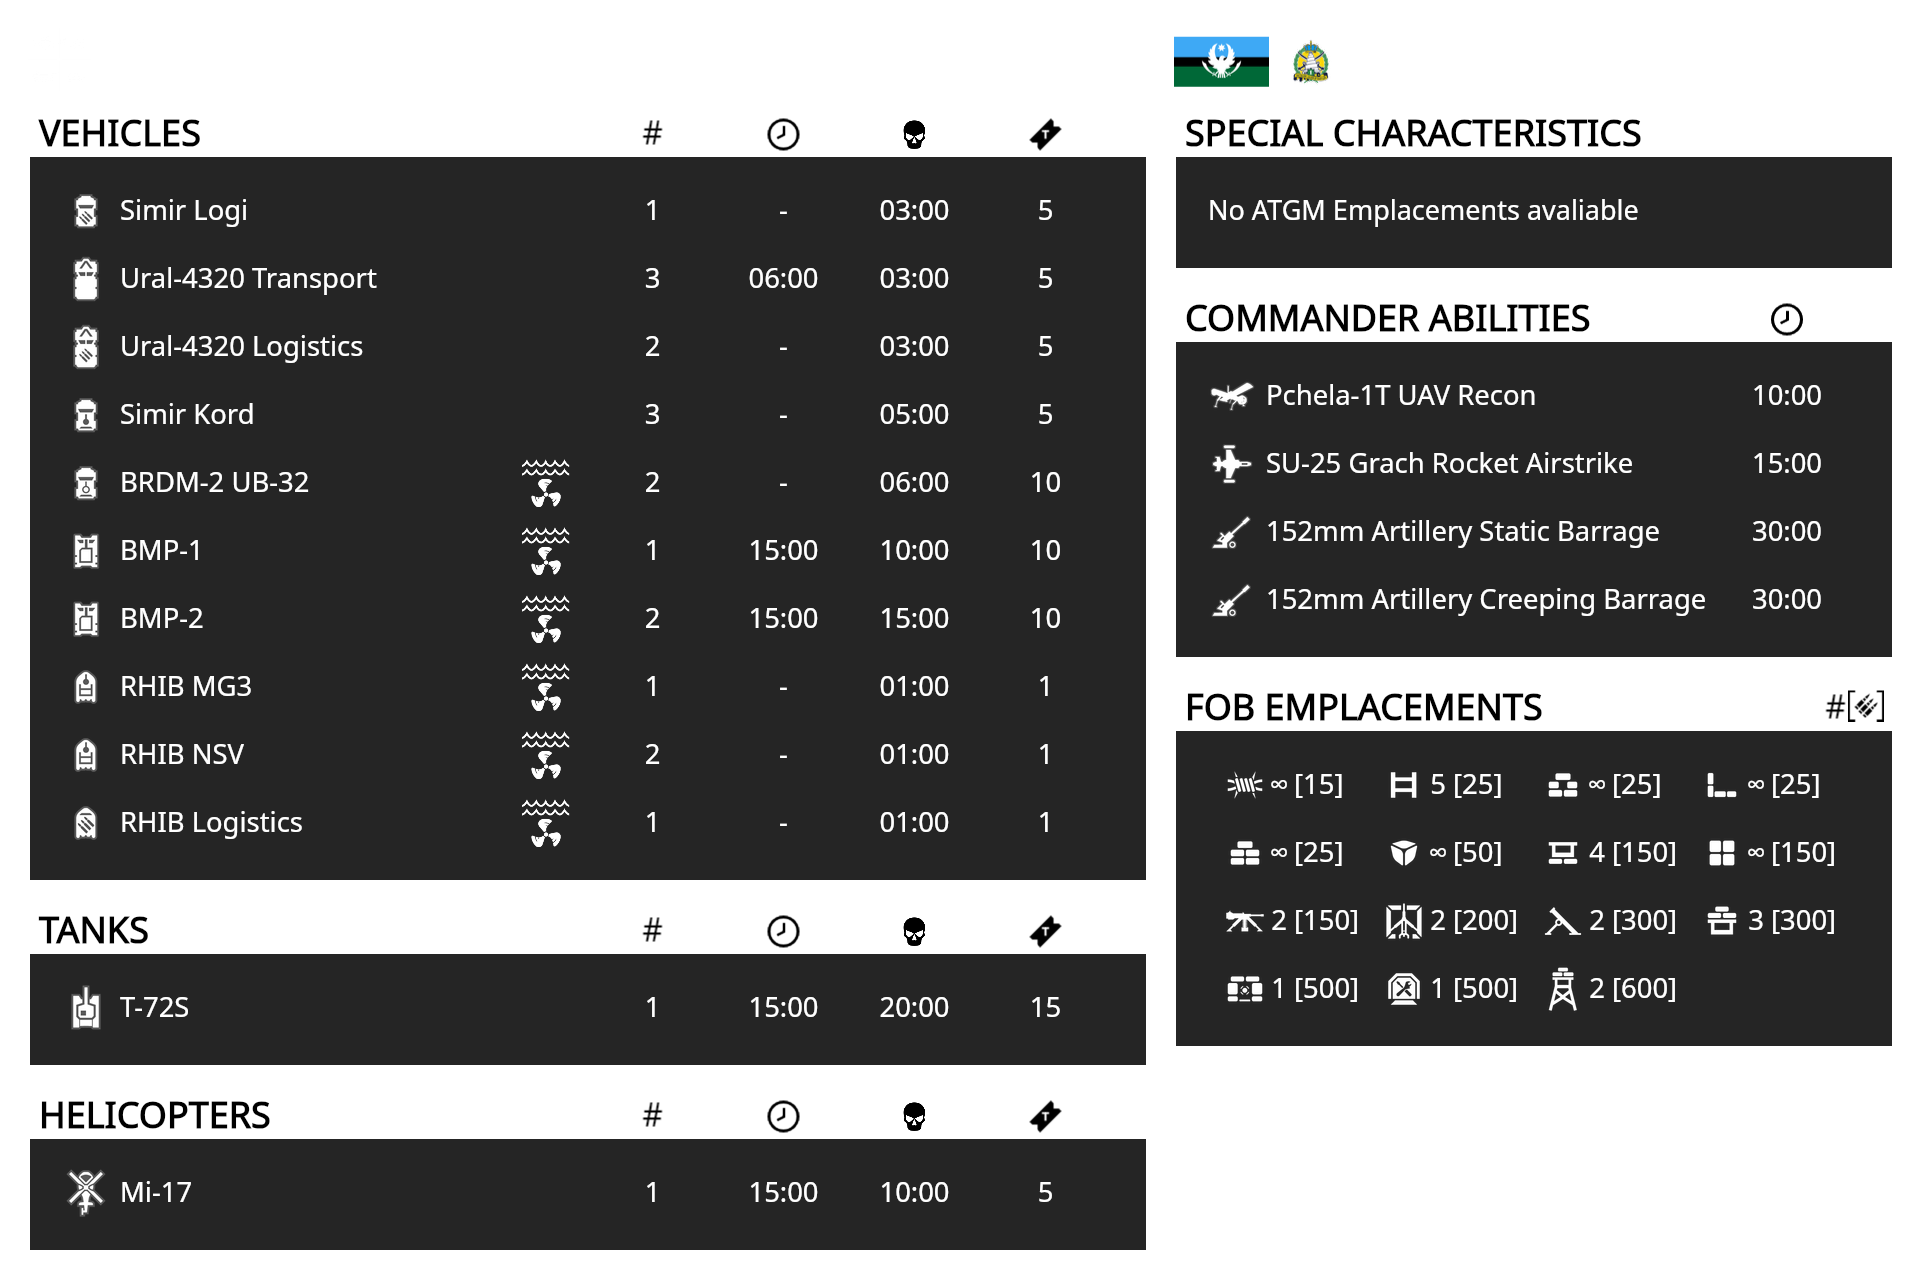 VEHICLES #
Simir Logi 1 - 03:00 5
Ural-4320 Transport 3 06:00 03:00 5
Ural-4320 Logistics 2 - 03:00 5
Simir Kord 3 - 05:00 5
BRDM-2 UB-32 2 - 06:00 10
BMP-1 1 15:00 10:00 10
BMP-2 2 15:00 15:00 10
RHIB MG3 1 - 01:00 1
RHIB NSV 2 - 01:00 1
RHIB Logistics 1 - 01:00 1
TANKS #
T-72S 1 15:00 20:00 15
HELICOPTERS #
Mi-17 1 15:00 10:00 5
SPECIAL CHARACTERISTICS
No ATGM Emplacements avaliable
COMMANDER ABILITIES
Pchela-1T UAV Recon 10:00
SU-25 Grach Rocket Airstrike 15:00
152mm Artillery Static Barrage 30:00
152mm Artillery Creeping Barrage 30:00
FOB EMPLACEMENTS #[ ]
∞ [15] 5 [25] ∞ [25] ∞ [25]
∞ [25] ∞ [50] 4 [150] ∞ [150]
2 [150] 2 [200] 2 [300] 3 [300]
1 [500] 1 [500] 2 [600]